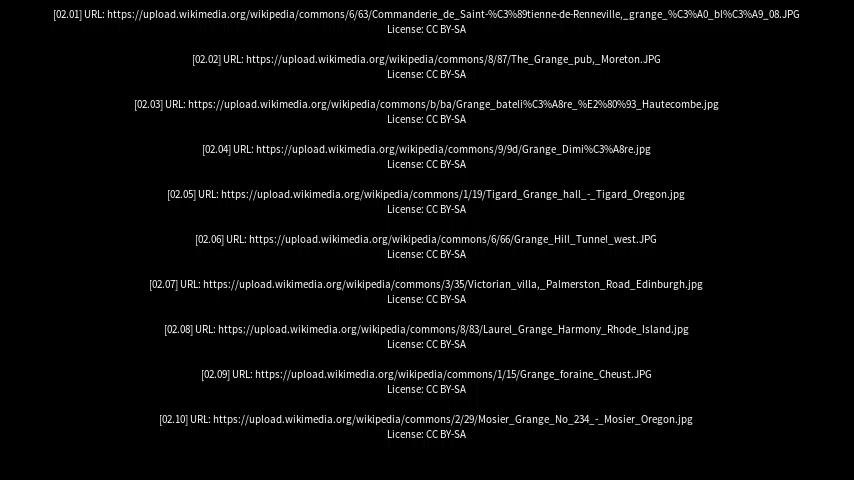 [02.01] URL: https://upload.wikimedia.org/wikipedia/commons/6/63/Commanderie_de_Saint-%C3%89tienne-de-Renneville,_grange_%C3%A0_bl%C3%A9_08.JPG
License: CC BY-SA
[02.02] URL: https://upload.wikimedia.org/wikipedia/commons/8/87/The_Grange_pub,_Moreton.JPG
License: CC BY-SA
[02.03] URL: https://upload.wikimedia.org/wikipedia/commons/b/ba/Grange_bateli%C3%A8re_%E2%80%93_Hautecombe.jpg
License: CC BY-SA
[02.04] URL: https://upload.wikimedia.org/wikipedia/commons/9/9d/Grange_Dimi%C3%A8re.jpg
License: CC BY-SA
[02.05] URL: https://upload.wikimedia.org/wikipedia/commons/1/19/Tigard_Grange_hall_-_Tigard_Oregon.jpg
License: CC BY-SA
[02.06] URL: https://upload.wikimedia.org/wikipedia/commons/6/66/Grange_Hill_Tunnel_west.JPG
License: CC BY-SA
[02.07] URL: https://upload.wikimedia.org/wikipedia/commons/3/35/Victorian_villa,_Palmerston_Road_Edinburgh.jpg
License: CC BY-SA
[02.08] URL: https://upload.wikimedia.org/wikipedia/commons/8/83/Laurel_Grange_Harmony_Rhode_Island.jpg
License: CC BY-SA
[02.09] URL: https://upload.wikimedia.org/wikipedia/commons/1/15/Grange_foraine_Cheust.JPG
License: CC BY-SA
[02.10] URL: https://upload.wikimedia.org/wikipedia/commons/2/29/Mosier_Grange_No_234_-_Mosier_Oregon.jpg
License: CC BY-SA